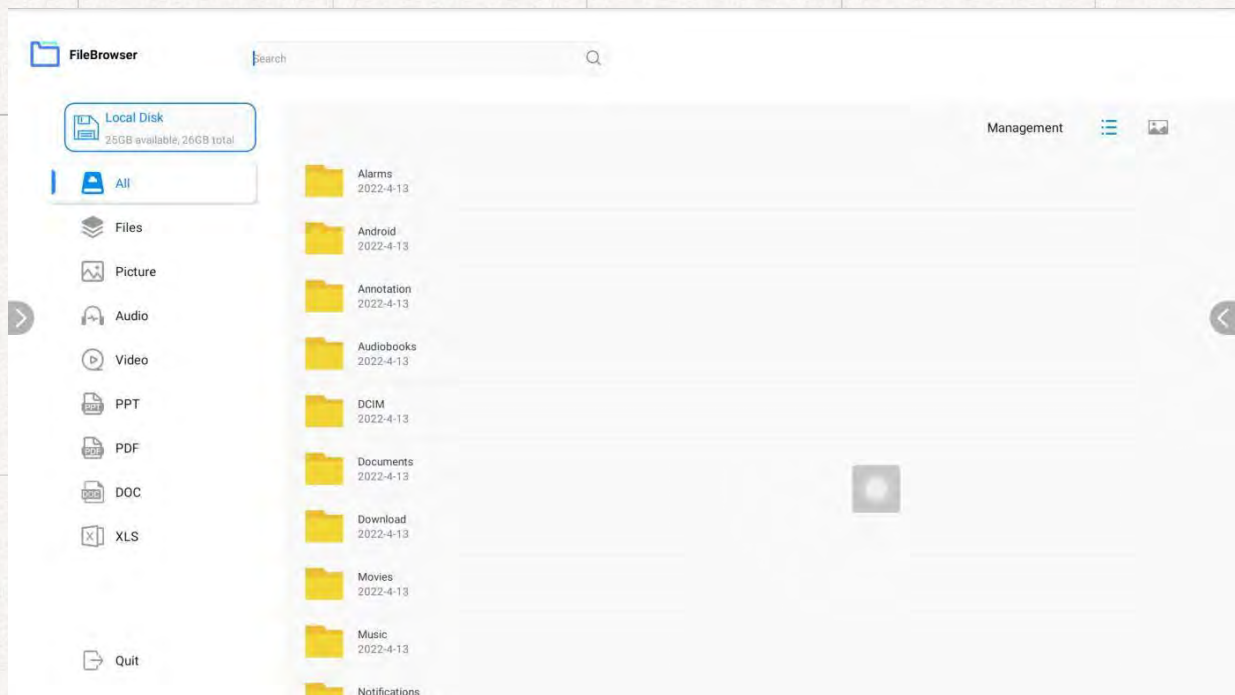 FileBrowser
Search
Local Disk
25GB available, 26GB total
All
Files
Picture
Audio
Video
PPT
PDF
DOC
XLS
Quit
Management
Alarms
2022-4-13
Android
2022-4-13
Annotation
2022-4-13
Audiobooks
2022-4-13
DCIM
2022-4-13
Documents
2022-4-13
Download
2022-4-13
Movies
2022-4-13
Music
2022-4-13
Notifications